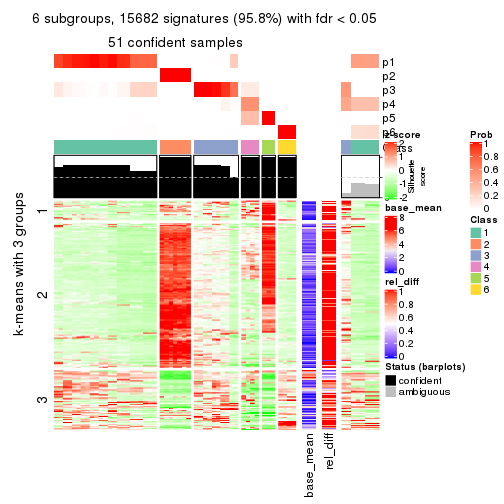 6 subgroups, 15682 signatures (95.8%) with fdr < 0.05
51 confident samples
p1
p2
p3
p4
p5
p6
Class
z-score
2
1
0
-1
-2
Silhouette score
Prob
1
0.8
0.6
0.4
0.2
0
base_mean
8
6
4
2
0
Class
1
2
3
4
5
6
rel_diff
1
0.8
0.6
0.4
0.2
0
Status (barplots)
confident
ambiguous
k-means with 3 groups
1
2
3
base_mean
rel_diff